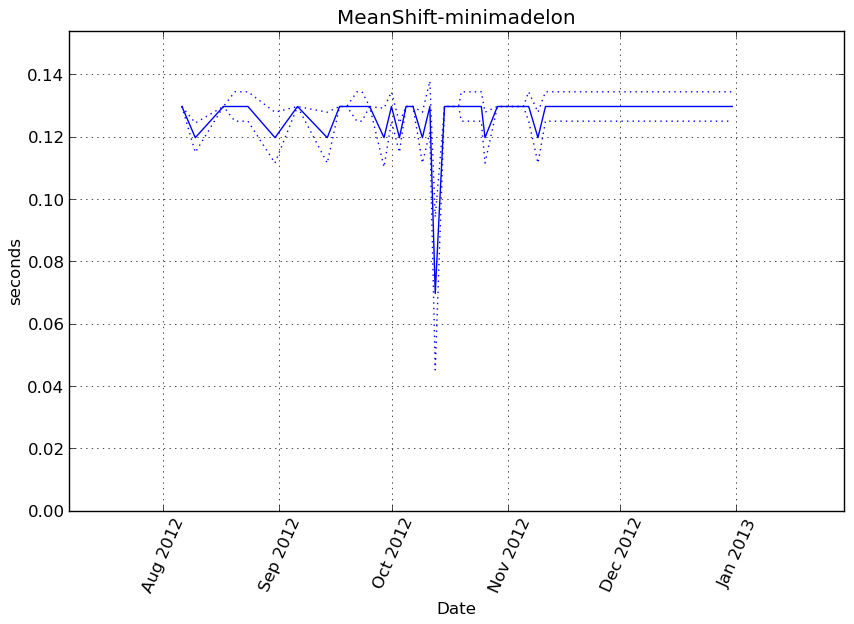 MeanShift-minimadelon
0.14
0.12
0.10
0.08
0.06
0.04
0.02
0.00
seconds
Aug 2012
Sep 2012
Oct 2012
Nov 2012
Dec 2012
Jan 2013
Date